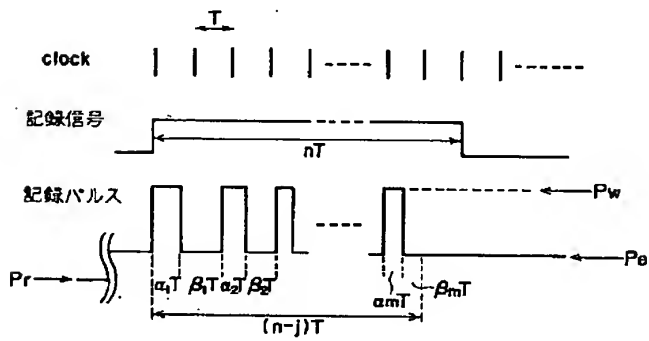 T
clock
記録信号
nT
記録パルス
Pw
Pe
Pr
α₁T β₁T α₂T β₂T
αmT βmT
(n-j)T